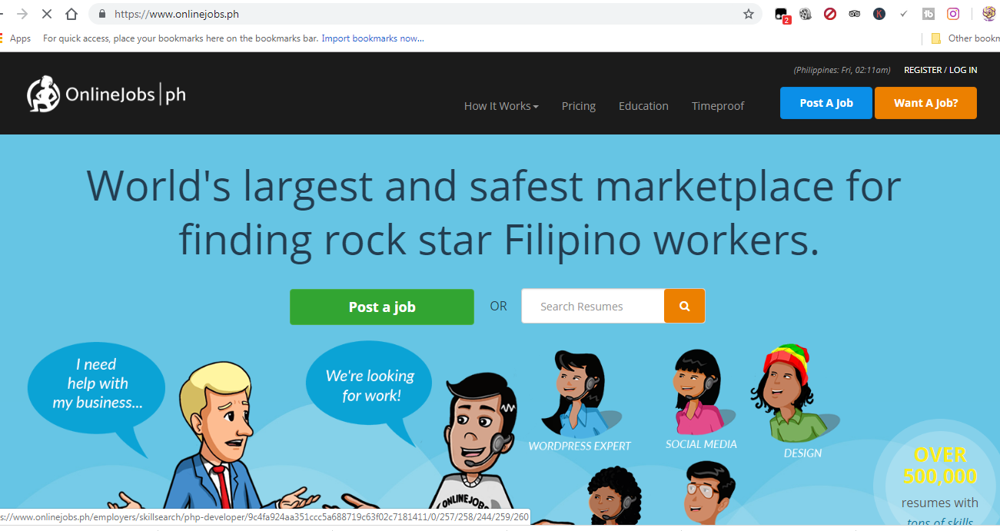 https://www.onlinejobs.ph
2
K
tb
Apps For quick access, place your bookmarks here on the bookmarks bar. Import bookmarks now...
Other bookm
(Philippines: Fri, 02:11am) REGISTER / LOG IN
OnlineJobs|ph
How It Works Pricing Education Timeproof
Post A Job Want A Job?
World's largest and safest marketplace for
finding rock star Filipino workers.
Post a job OR Search Resumes
I need
help with
my business...
We're looking
for work!
WORDPRESS EXPERT
SOCIAL MEDIA
DESIGN
OVER
500,000
resumes with
tons of skills
ONLINEJOBS
s://www.onlinejobs.ph/employers/skillsearch/php-developer/9c4fa924aa351ccc5a688719c63f02c7181411/0/257/258/244/259/260